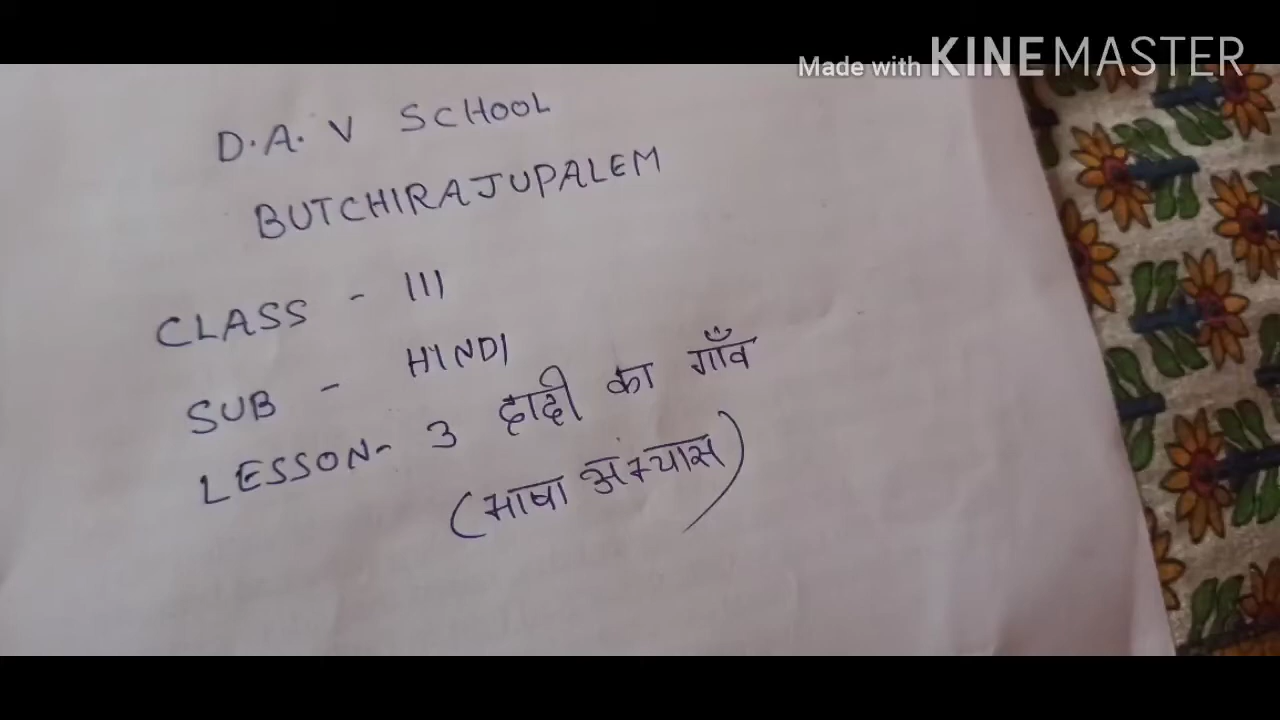 Made with KINEMASTER
D.A. V SCHOOL
BUTCHIRAJUPALEM
CLASS - III
SUB - HINDI
LESSON- 3 दादी का गाँव
(भाषा अभ्यास)